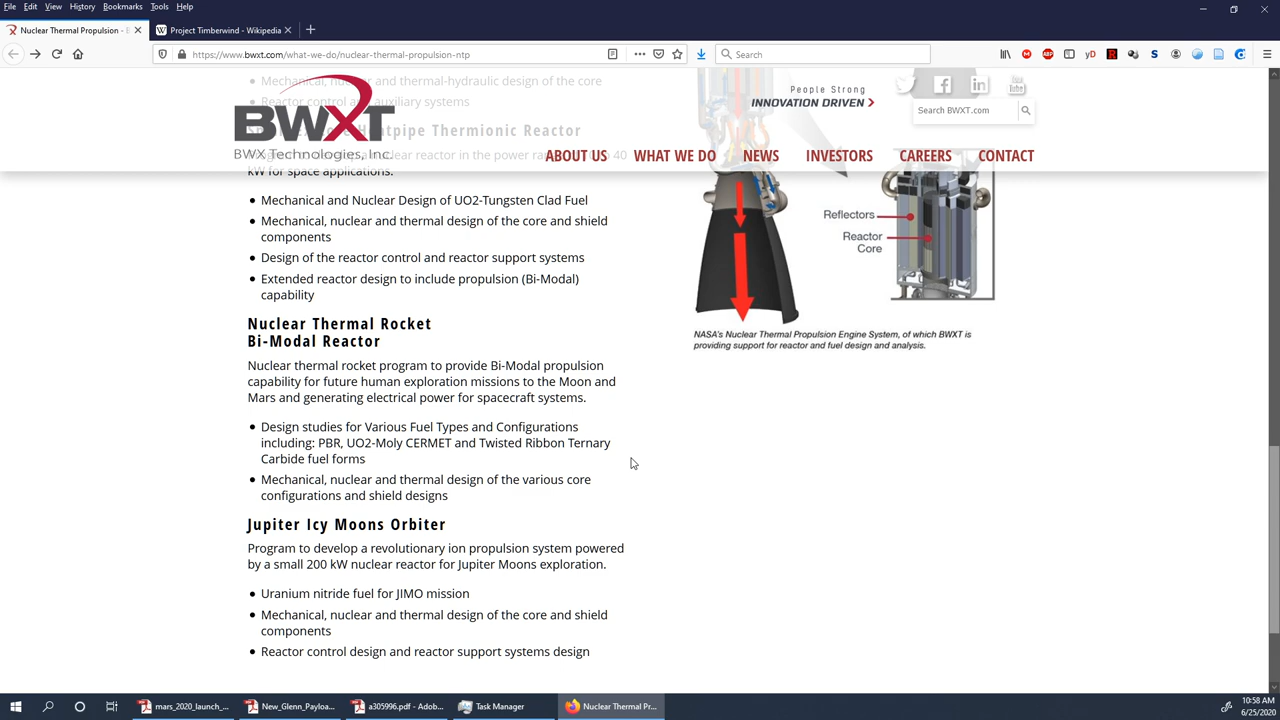 File Edit View History Bookmarks Tools Help
Nuclear Thermal Propulsion - B
Project Timberwind - Wikipedia
https://www.bwxt.com/what-we-do/nuclear-thermal-propulsion-ntp
Search
Mechanical, nuclear and thermal-hydraulic design of the core
Reactor control and auxiliary systems
Heatpipe Thermionic Reactor
nuclear reactor in the power 40
kW for space applications.
BWXT
BWX Technologies, Inc.
People Strong
INNOVATION DRIVEN
You Tube
Search BWXT.com
ABOUT US WHAT WE DO NEWS INVESTORS CAREERS CONTACT
Mechanical and Nuclear Design of UO2-Tungsten Clad Fuel
Mechanical, nuclear and thermal design of the core and shield
components
Design of the reactor control and reactor support systems
Extended reactor design to include propulsion (Bi-Modal)
capability
Nuclear Thermal Rocket
Bi-Modal Reactor
Nuclear thermal rocket program to provide Bi-Modal propulsion
capability for future human exploration missions to the Moon and
Mars and generating electrical power for spacecraft systems.
Design studies for Various Fuel Types and Configurations
including: PBR, UO2-Moly CERMET and Twisted Ribbon Ternary
Carbide fuel forms
Mechanical, nuclear and thermal design of the various core
configurations and shield designs
Jupiter Icy Moons Orbiter
Program to develop a revolutionary ion propulsion system powered
by a small 200 kW nuclear reactor for Jupiter Moons exploration.
Uranium nitride fuel for JIMO mission
Mechanical, nuclear and thermal design of the core and shield
components
Reactor control design and reactor support systems design
Reflectors
Reactor
Core
NASA's Nuclear Thermal Propulsion Engine System, of which BWXT is
providing support for reactor and fuel design and analysis.
mars_2020_launch_...
New_Glenn_Payloa...
a305996.pdf - Adob...
Task Manager
Nuclear Thermal Pr...
10:58 AM
6/25/2020